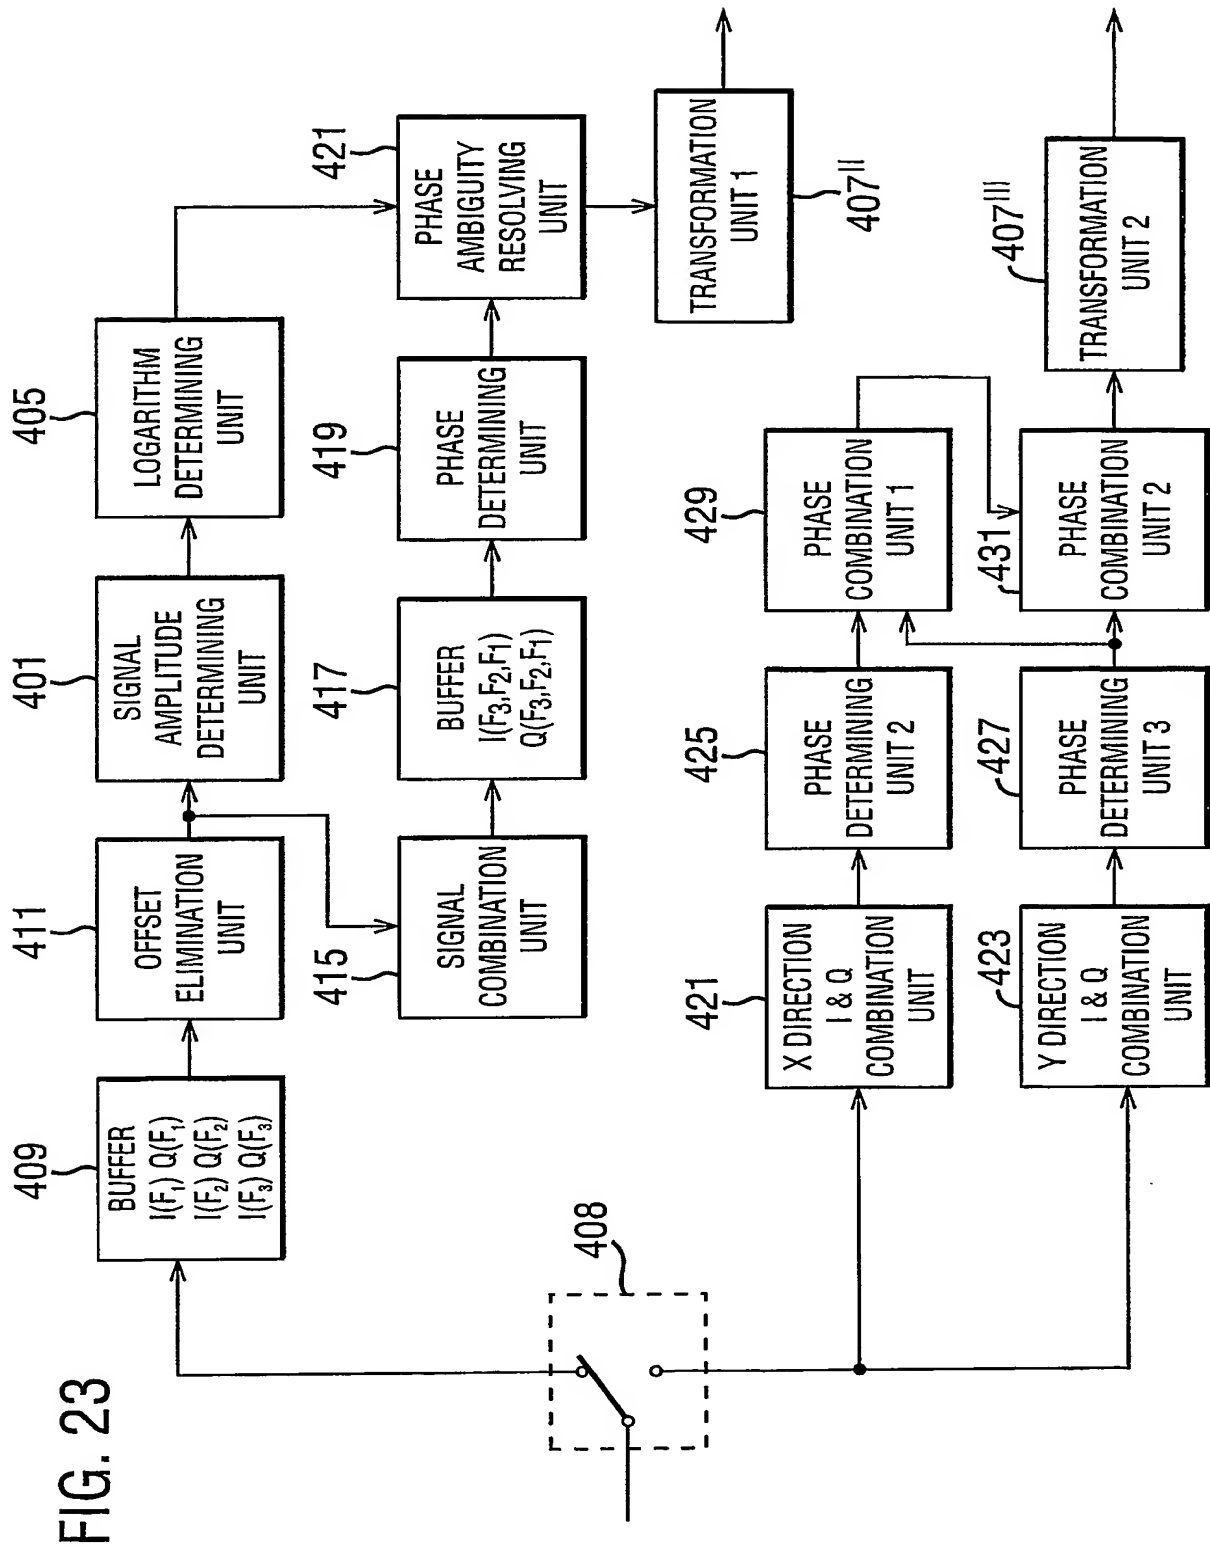 FIG. 23
408
409
BUFFER
I(F₁) Q(F₁)
I(F₂) Q(F₂)
I(F₃) Q(F₃)
411
OFFSET
ELIMINATION
UNIT
401
SIGNAL
AMPLITUDE
DETERMINING
UNIT
405
LOGARITHM
DETERMINING
UNIT
415
SIGNAL
COMBINATION
UNIT
417
BUFFER
I(F₃,F₂,F₁)
Q(F₃,F₂,F₁)
419
PHASE
DETERMINING
UNIT
421
PHASE
AMBIGUITY
RESOLVING
UNIT
TRANSFORMATION
UNIT 1
407ᴵᴵ
421
X DIRECTION
I & Q
COMBINATION
UNIT
425
PHASE
DETERMINING
UNIT 2
429
PHASE
COMBINATION
UNIT 1
423
Y DIRECTION
I & Q
COMBINATION
UNIT
427
PHASE
DETERMINING
UNIT 3
431
PHASE
COMBINATION
UNIT 2
407ᴵᴵᴵ
TRANSFORMATION
UNIT 2